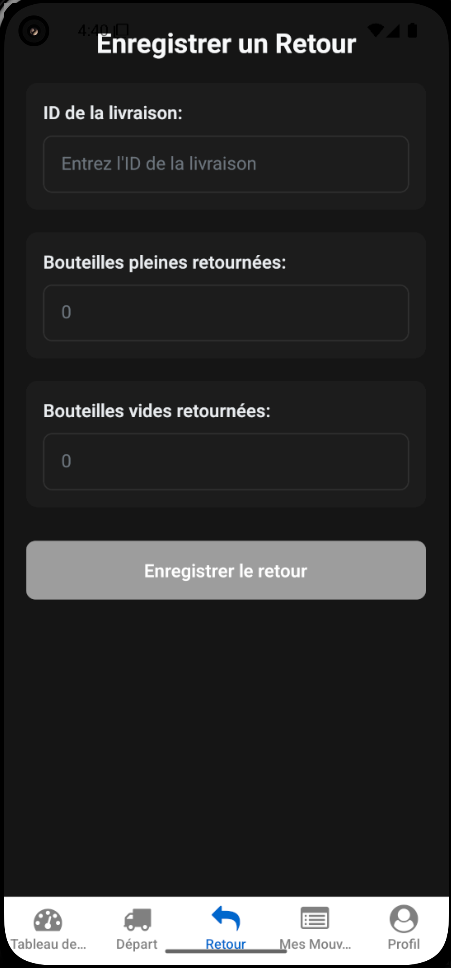 4:40
Enregistrer un Retour
ID de la livraison:
Entrez l'ID de la livraison
Bouteilles pleines retournées:
0
Bouteilles vides retournées:
0
Enregistrer le retour
Tableau de... Départ Retour Mes Mouv... Profil